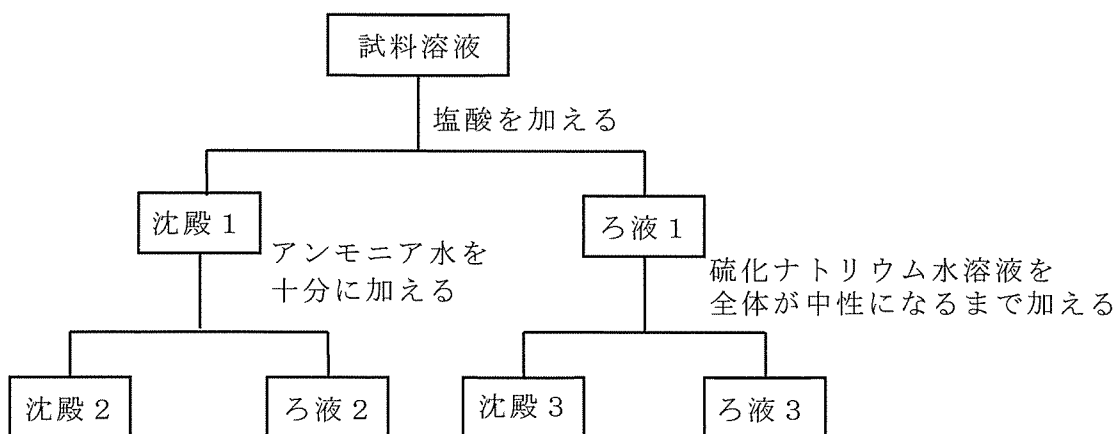 試料溶液
塩酸を加える
沈殿1
ろ液1
アンモニア水を
十分に加える
硫化ナトリウム水溶液を
全体が中性になるまで加える
沈殿2
ろ液2
沈殿3
ろ液3